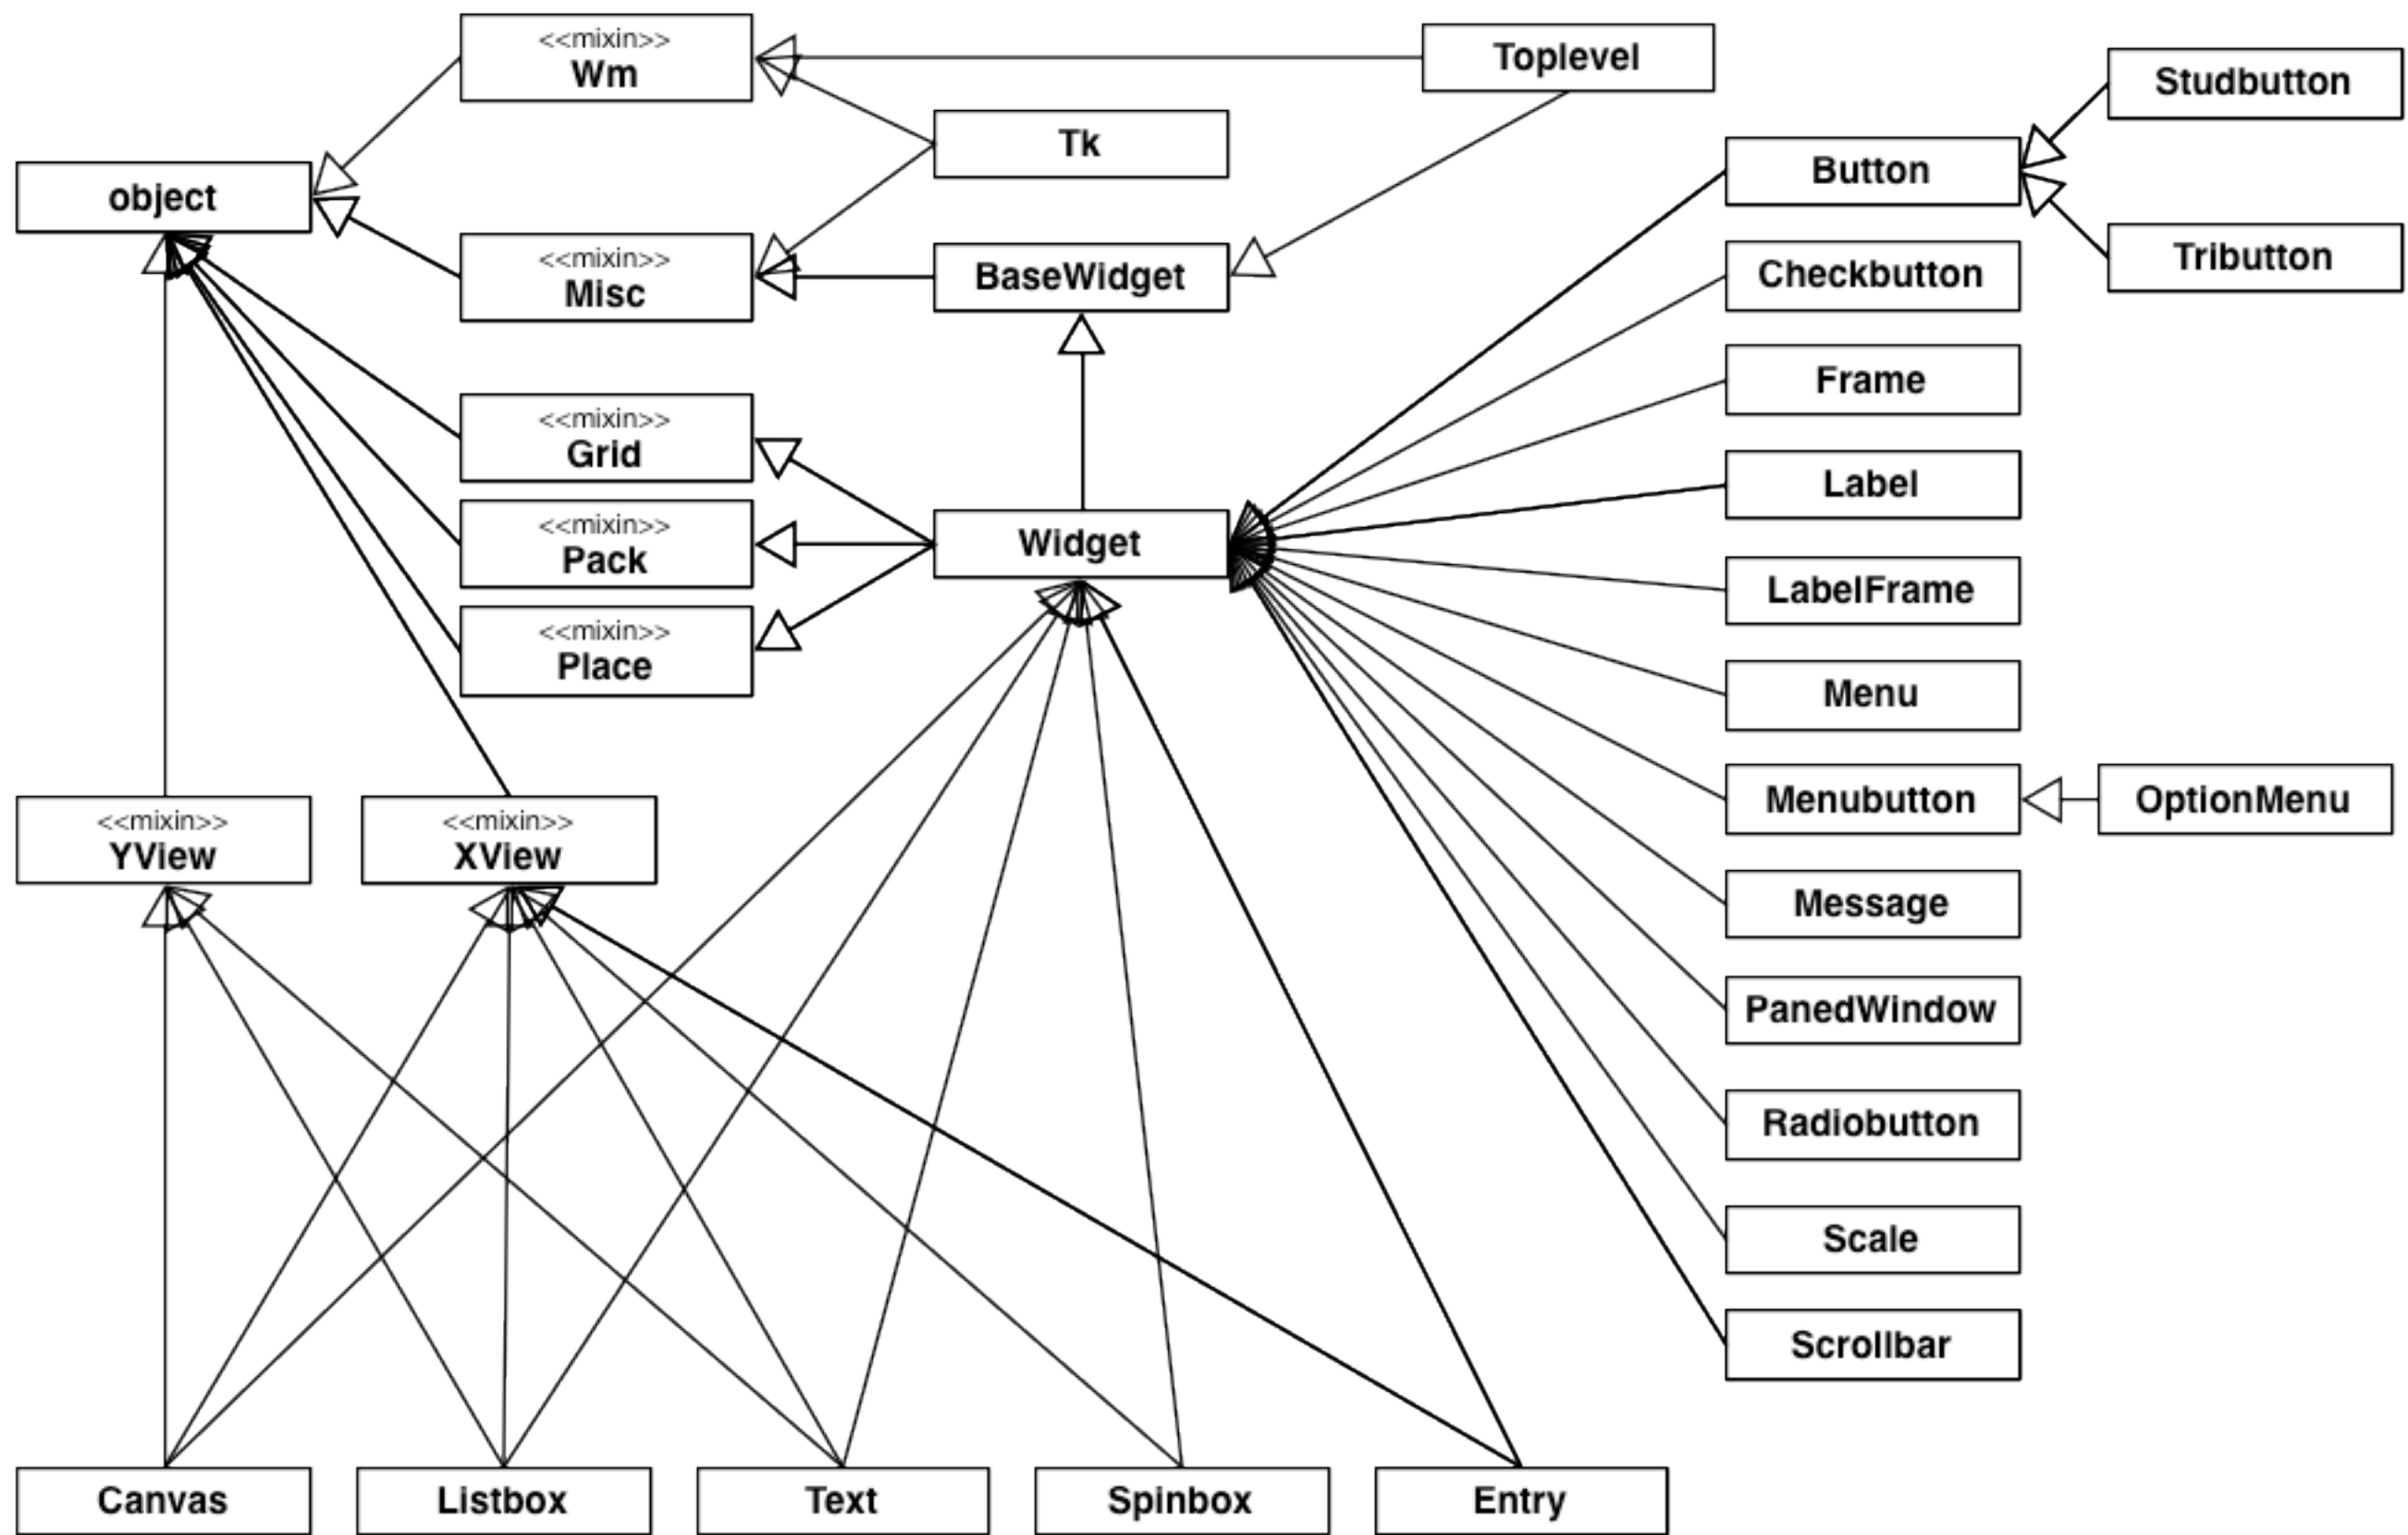 <<mixin>>
Wm
Toplevel
Studbutton
Tk
Button
object
<<mixin>>
Misc
BaseWidget
Checkbutton
Tributton
Frame
<<mixin>>
Grid
Label
<<mixin>>
Pack
Widget
LabelFrame
<<mixin>>
Place
Menu
<<mixin>>
YView
<<mixin>>
XView
Menubutton
OptionMenu
Message
PanedWindow
Radiobutton
Scale
Scrollbar
Canvas
Listbox
Text
Spinbox
Entry